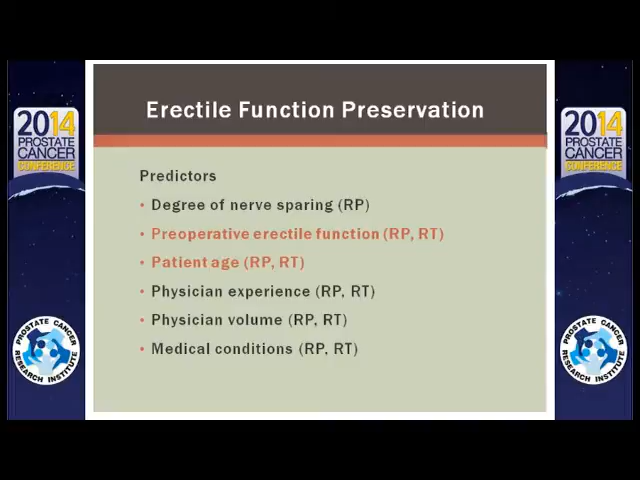 Erectile Function Preservation
2014
PROSTATE
CANCER
CONFERENCE
2014
PROSTATE
CANCER
CONFERENCE
Predictors
• Degree of nerve sparing (RP)
• Preoperative erectile function (RP, RT)
• Patient age (RP, RT)
• Physician experience (RP, RT)
• Physician volume (RP, RT)
• Medical conditions (RP, RT)
PROSTATE CANCER
RESEARCH INSTITUTE
PROSTATE CANCER
RESEARCH INSTITUTE